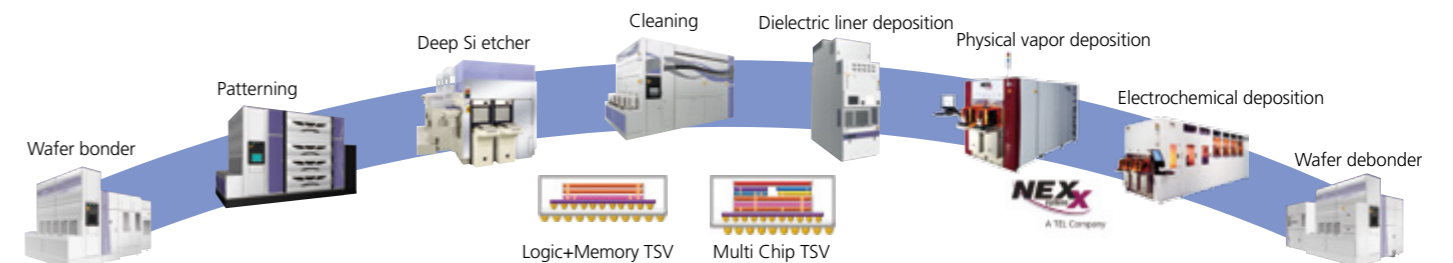 Wafer bonder
Patterning
Deep Si etcher
Cleaning
Dielectric liner deposition
Physical vapor deposition
Electrochemical deposition
Wafer debonder
Logic+Memory TSV
Multi Chip TSV
NEXX
A TEL Company